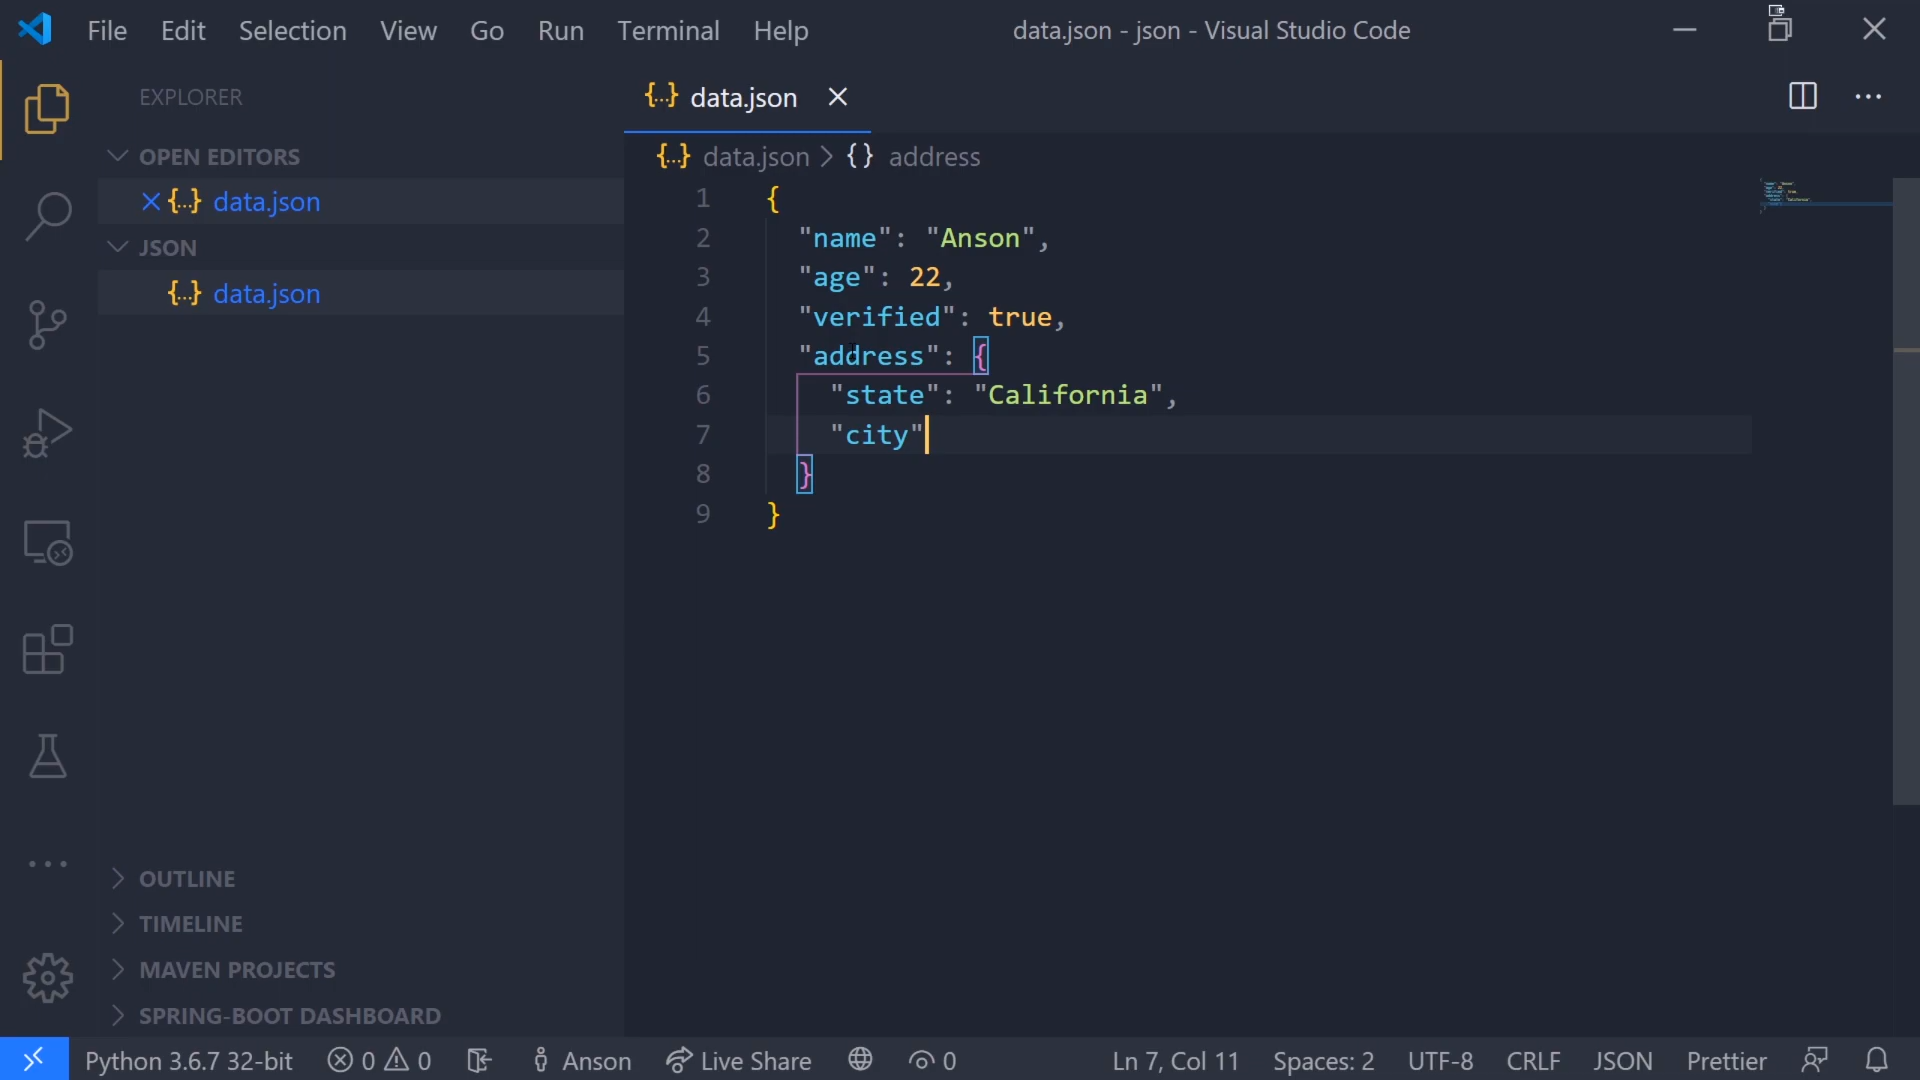 File Edit Selection View Go Run Terminal Help data.json - json - Visual Studio Code
EXPLORER
OPEN EDITORS
{...} data.json
JSON
{...} data.json
OUTLINE
TIMELINE
MAVEN PROJECTS
SPRING-BOOT DASHBOARD
{...} data.json
{...} data.json > {} address
1 {
2 "name": "Anson",
3 "age": 22,
4 "verified": true,
5 "address": {
6 "state": "California",
7 "city"
8 }
9 }
Python 3.6.7 32-bit 0 0 Anson Live Share 0 Ln 7, Col 11 Spaces: 2 UTF-8 CRLF JSON Prettier